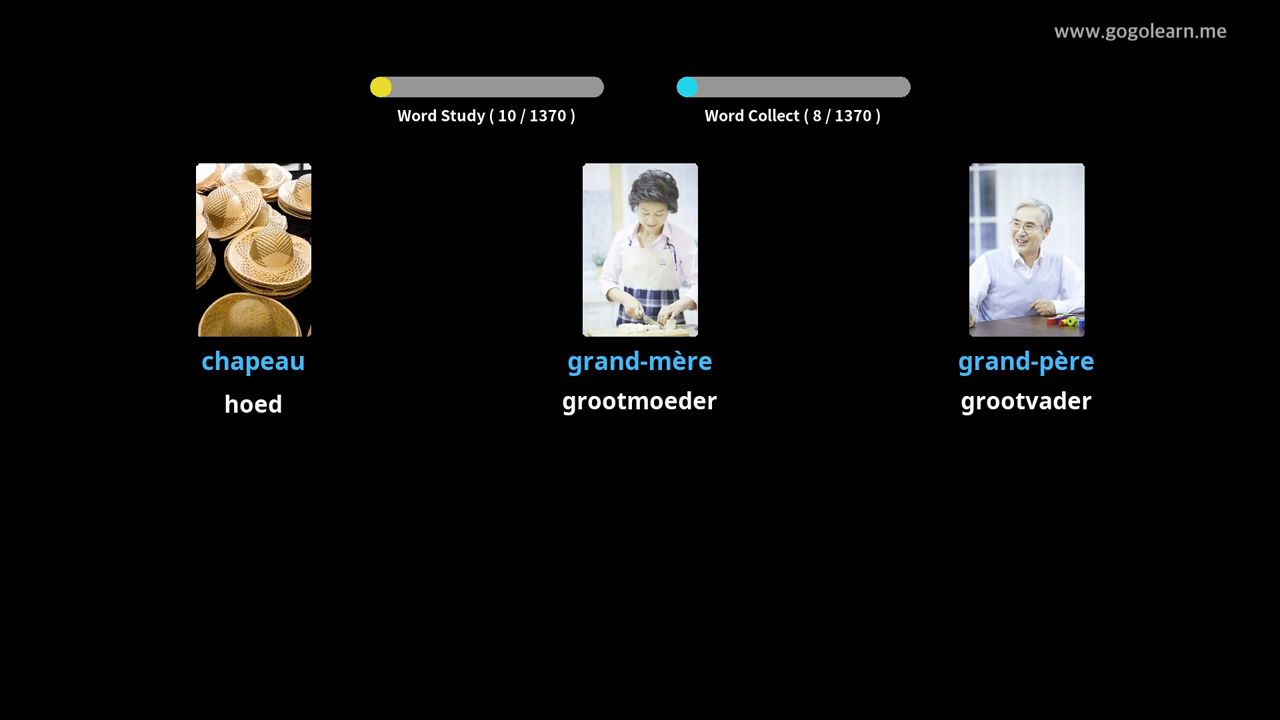 www.gogolearn.me
Word Study ( 10 / 1370 )
Word Collect ( 8 / 1370 )
chapeau
grand-mère
grand-père
hoed
grootmoeder
grootvader